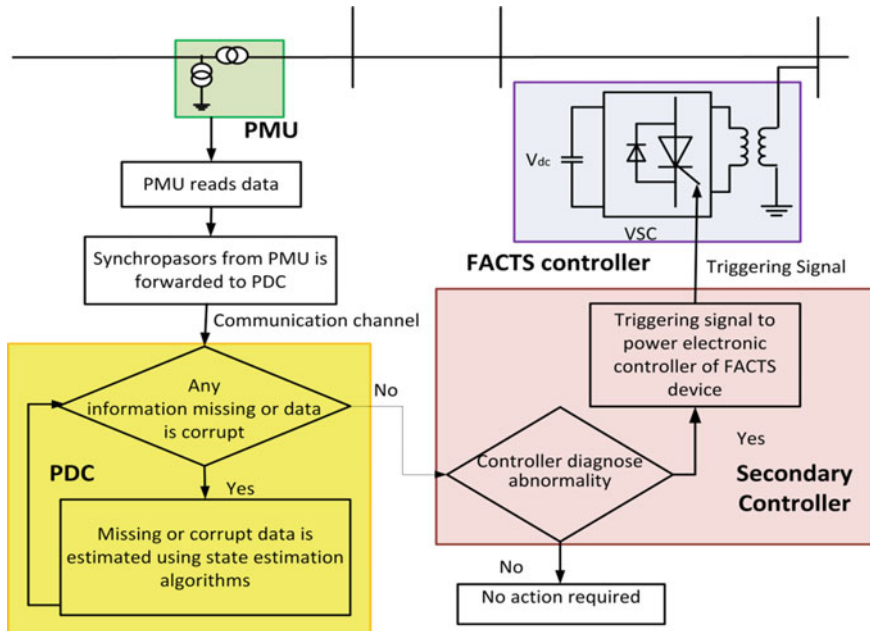 PMU
PMU reads data
Synchropasors from PMU is
forwarded to PDC
Communication channel
Any
information missing or data
is corrupt
No
PDC
Yes
Missing or corrupt data is
estimated using state estimation
algorithms
Vdc
VSC
FACTS controller
Triggering Signal
Triggering signal to
power electronic
controller of FACTS
device
Yes
Controller diagnose
abnormality
Secondary
Controller
No
No action required